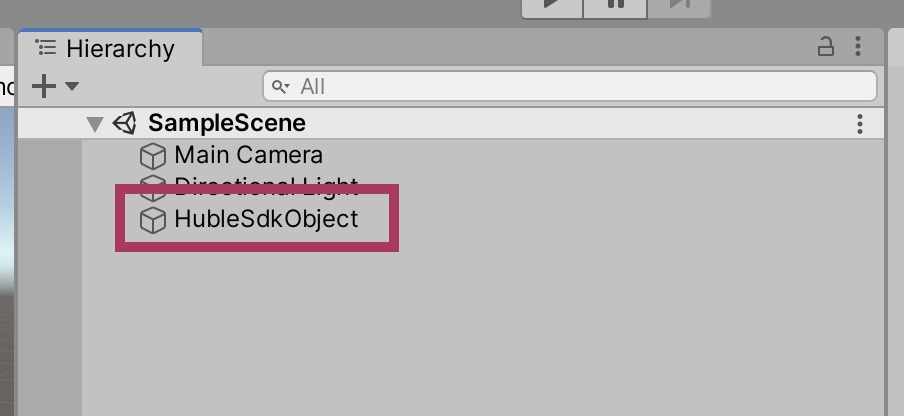 Hierarchy
All
SampleScene
Main Camera
Directional Light
HubleSdkObject